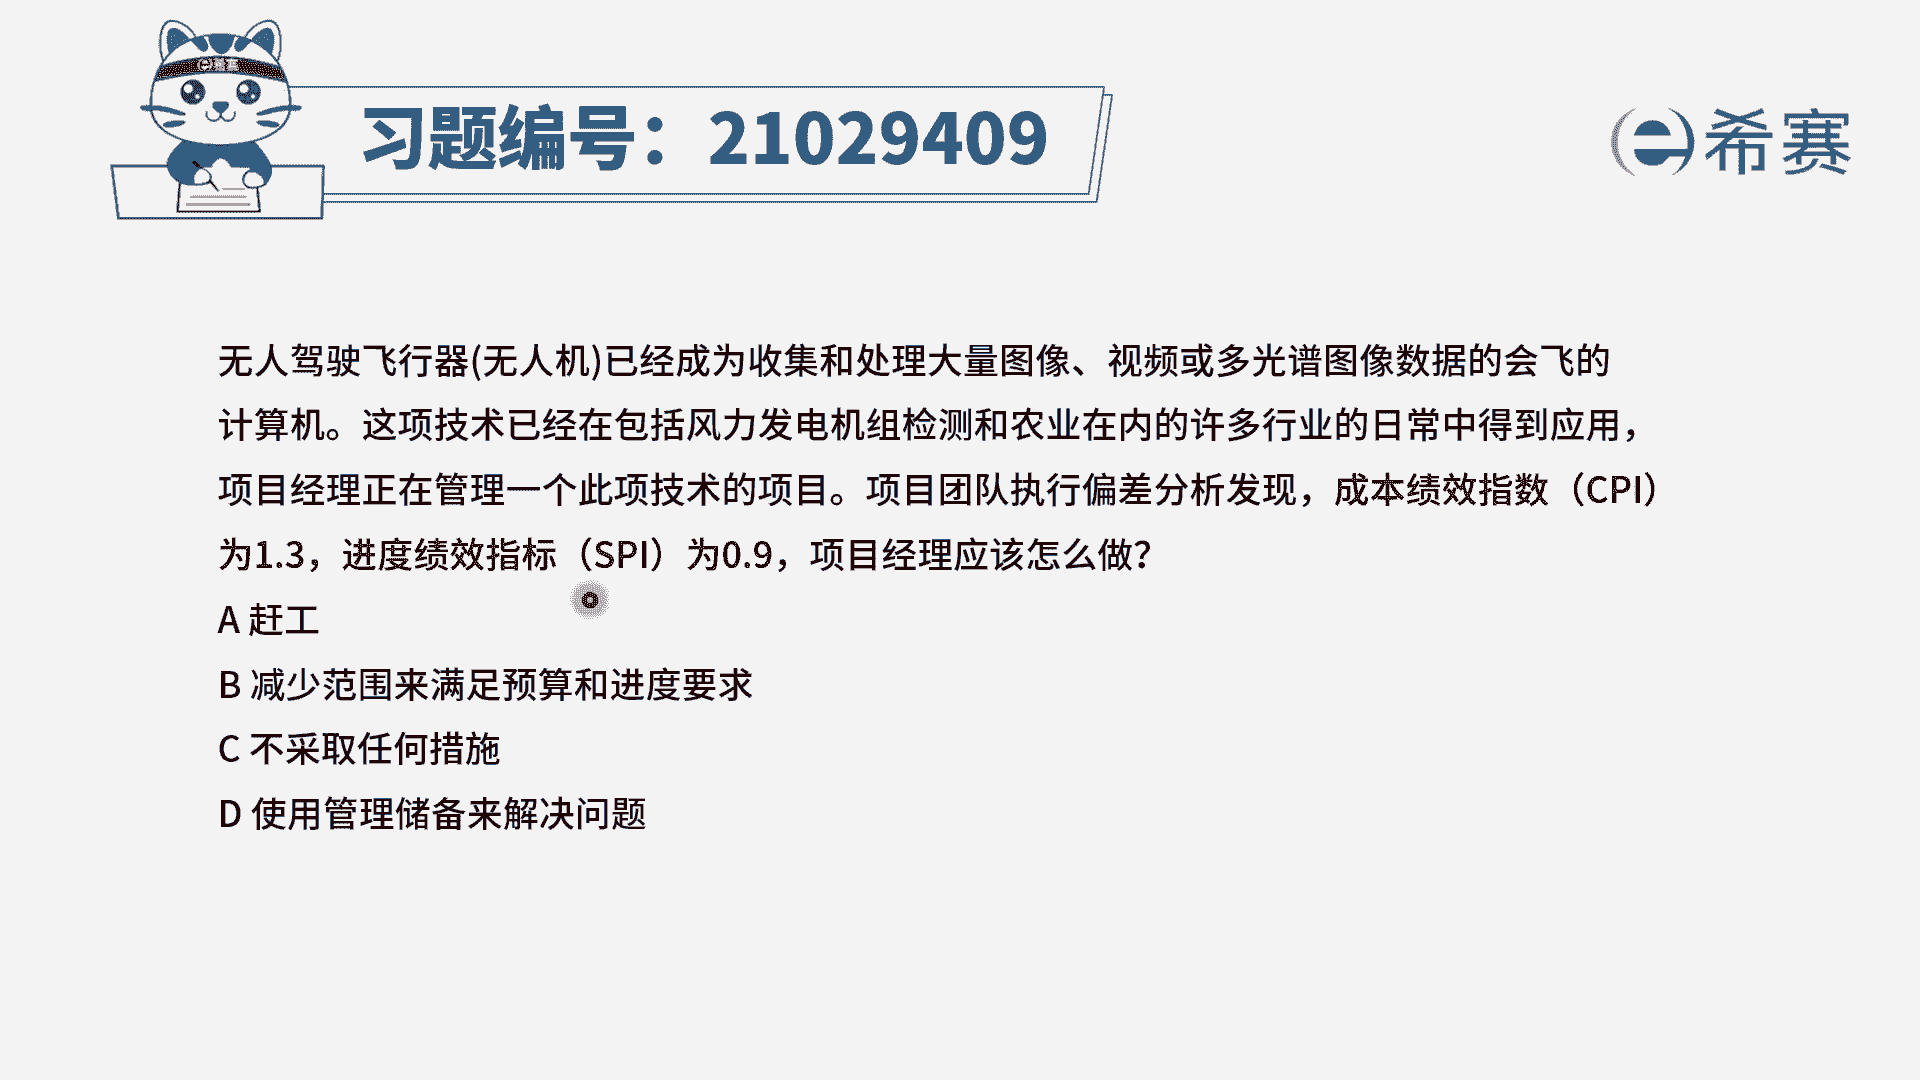 希赛
习题编号：21029409
希赛
无人驾驶飞行器(无人机)已经成为收集和处理大量图像、视频或多光谱图像数据的会飞的
计算机。这项技术已经在包括风力发电机组检测和农业在内的许多行业的日常中得到应用，
项目经理正在管理一个此项技术的项目。项目团队执行偏差分析发现，成本绩效指数（CPI）
为1.3，进度绩效指标（SPI）为0.9，项目经理应该怎么做？
A 赶工
B 减少范围来满足预算和进度要求
C 不采取任何措施
D 使用管理储备来解决问题